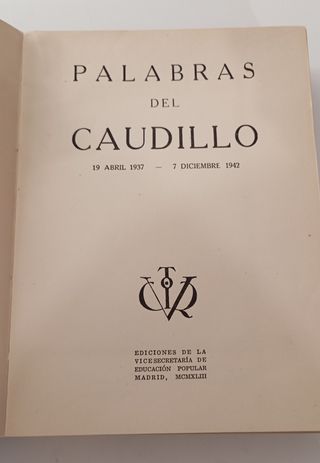 PALABRAS
DEL
CAUDILLO
19 ABRIL 1937 — 7 DICIEMBRE 1942
EDICIONES DE LA
VICESECRETARÍA DE
EDUCACIÓN POPULAR
MADRID, MCMXLIII